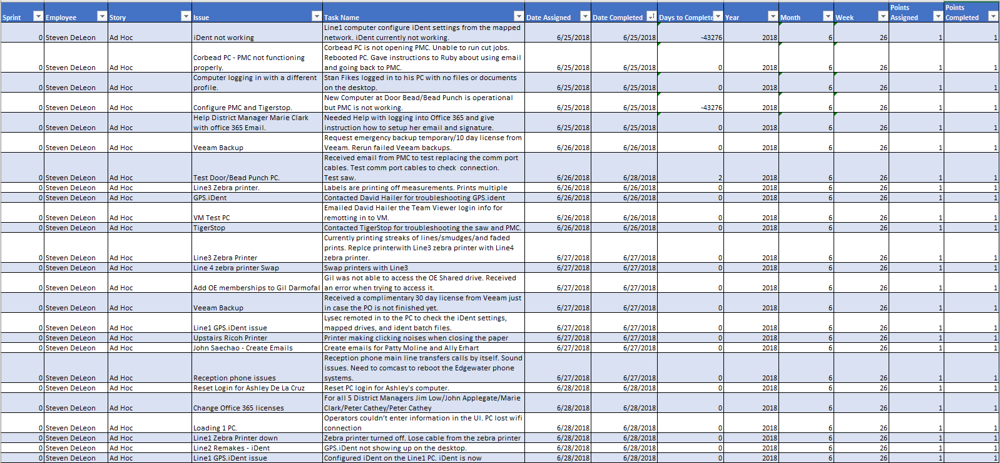 Points Points
Sprint Employee Story Issue Task Name Date Assigned Date Completed Days to Complete Year Month Week Assigned Completed
Line1 computer configure iDent settings from the mapped
0 Steven DeLeon Ad Hoc iDent not working network. iDent currently not working. 6/25/2018 6/25/2018 -43276 2018 6 26 1 1
Corbead PC is not opening PMC. Unable to run cut jobs.
Corbead PC - PMC not functioning Rebooted PC. Gave instructions to Ruby about using email
0 Steven DeLeon Ad Hoc properly. and going back to PMC. 6/25/2018 6/25/2018 0 2018 6 26 1 1
Computer logging in with a different Stan Fikes logged in to his PC with no files or documents
0 Steven DeLeon Ad Hoc profile. on the desktop. 6/25/2018 6/25/2018 0 2018 6 26 1 1
New Computer at Door Bead/Bead Punch is operational
0 Steven DeLeon Ad Hoc Configure PMC and Tigerstop. but PMC is not working. 6/25/2018 6/25/2018 -43276 2018 6 26 1 1
Help District Manager Marie Clark Needed Help with logging into Office 365 and give
0 Steven DeLeon Ad Hoc with office 365 Email. instruction how to setup her email and signature. 6/25/2018 6/25/2018 0 2018 6 26 1 1
Request emergency backup temporary/10 day license from
0 Steven DeLeon Ad Hoc Veeam Backup Veeam. Rerun failed Veeam backups. 6/26/2018 6/26/2018 0 2018 6 26 1 1
Received email from PMC to test replacing the comm port
cables. Test comm port cables to check connection.
0 Steven DeLeon Ad Hoc Test Door/Bead Punch PC. Test saw. 6/26/2018 6/28/2018 2 2018 6 26 1 1
0 Steven DeLeon Ad Hoc Line3 Zebra printer. Labels are printing off measurements. Prints multiple 6/26/2018 6/26/2018 0 2018 6 26 1 1
0 Steven DeLeon Ad Hoc GPS.iDent Contacted David Hailer for troubleshooting GPS.ident 6/26/2018 6/26/2018 0 2018 6 26 1 1
Emailed David Hailer the Team Viewer login info for
0 Steven DeLeon Ad Hoc VM Test PC remotting in to VM. 6/26/2018 6/26/2018 0 2018 6 26 1 1
0 Steven DeLeon Ad Hoc TigerStop Contacted TigerStop for troubleshooting the saw and PMC. 6/26/2018 6/26/2018 0 2018 6 26 1 1
Currently printing streaks of lines/smudges/and faded
prints. Replce printerwith Line3 zebra printer with Line4
0 Steven DeLeon Ad Hoc Line3 Zebra Printer zebra printer. 6/27/2018 6/27/2018 0 2018 6 26 1 1
0 Steven DeLeon Ad Hoc Line 4 zebra printer Swap Swap printers with Line3 6/27/2018 6/27/2018 0 2018 6 26 1 1
Gil was not able to access the OE Shared drive. Received
0 Steven DeLeon Ad Hoc Add OE memberships to Gil Darmofal an error when trying to access it. 6/27/2018 6/27/2018 0 2018 6 26 1 1
Received a complimentary 30 day license from Veeam just
0 Steven DeLeon Ad Hoc Veeam Backup in case the PO is not finished yet. 6/27/2018 6/27/2018 0 2018 6 26 1 1
Lysec remoted in to the PC to check the iDent settings,
0 Steven DeLeon Ad Hoc Line1 GPS.iDent issue mapped drives, and ident batch files. 6/27/2018 6/27/2018 0 2018 6 26 1 1
0 Steven DeLeon Ad Hoc Upstairs Ricoh Printer Printer making clicking noises when closing the paper 6/27/2018 6/27/2018 0 2018 6 26 1 1
0 Steven DeLeon Ad Hoc John Saechao - Create Emails Create emails for Patty Moline and Ally Erhart 6/27/2018 6/27/2018 0 2018 6 26 1 1
Reception phone main line transfers calls by itself. Sound
issues. Need to comcast to reboot the Edgewater phone
0 Steven DeLeon Ad Hoc Reception phone issues systems. 6/27/2018 6/27/2018 0 2018 6 26 1 1
0 Steven DeLeon Ad Hoc Reset Login for Ashley De La Cruz Reset PC login for Ashley's computer. 6/28/2018 6/28/2018 0 2018 6 26 1 1
For all 5 District Managers Jim Low/John Applegate/Marie
0 Steven DeLeon Ad Hoc Change Office 365 licenses Clark/Peter Cathey/Peter Cathey 6/28/2018 6/28/2018 0 2018 6 26 1 1
Operators couldn't enter information in the UI. PC lost wifi
0 Steven DeLeon Ad Hoc Loading 1 PC. connection 6/28/2018 6/28/2018 0 2018 6 26 1 1
0 Steven DeLeon Ad Hoc Line1 Zebra Printer down Zebra printer turned off. Lose cable from the zebra printer 6/28/2018 6/28/2018 0 2018 6 26 1 1
0 Steven DeLeon Ad Hoc Line2 Remakes - iDent GPS.iDent not showing up on the desktop. 6/28/2018 6/28/2018 0 2018 6 26 1 1
0 Steven DeLeon Ad Hoc Line1 GPS.iDent issue Configured iDent on the Line1 PC. iDent is now 6/28/2018 6/28/2018 0 2018 6 26 1 1